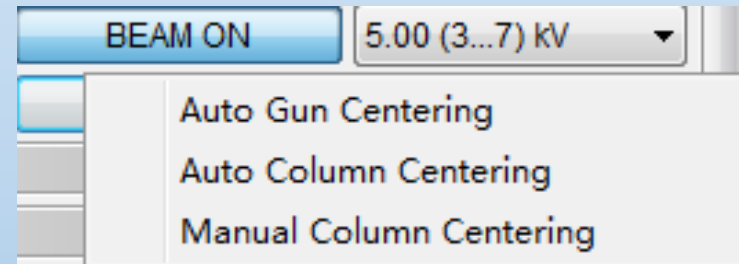 BEAM ON 5.00 (3...7) kV
Auto Gun Centering
Auto Column Centering
Manual Column Centering